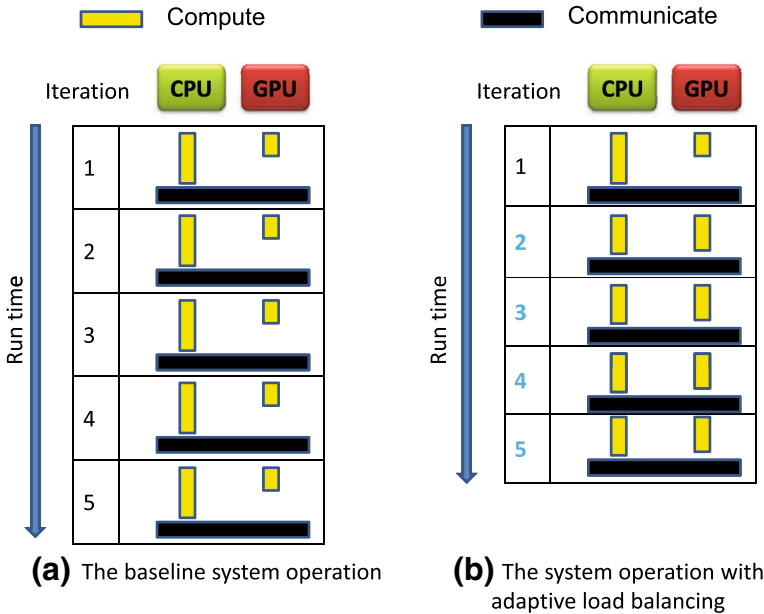 Compute
Communicate
Iteration CPU GPU
Run time
1
2
3
4
5
(a) The baseline system operation
Iteration CPU GPU
Run time
1
2
3
4
5
(b) The system operation with
adaptive load balancing